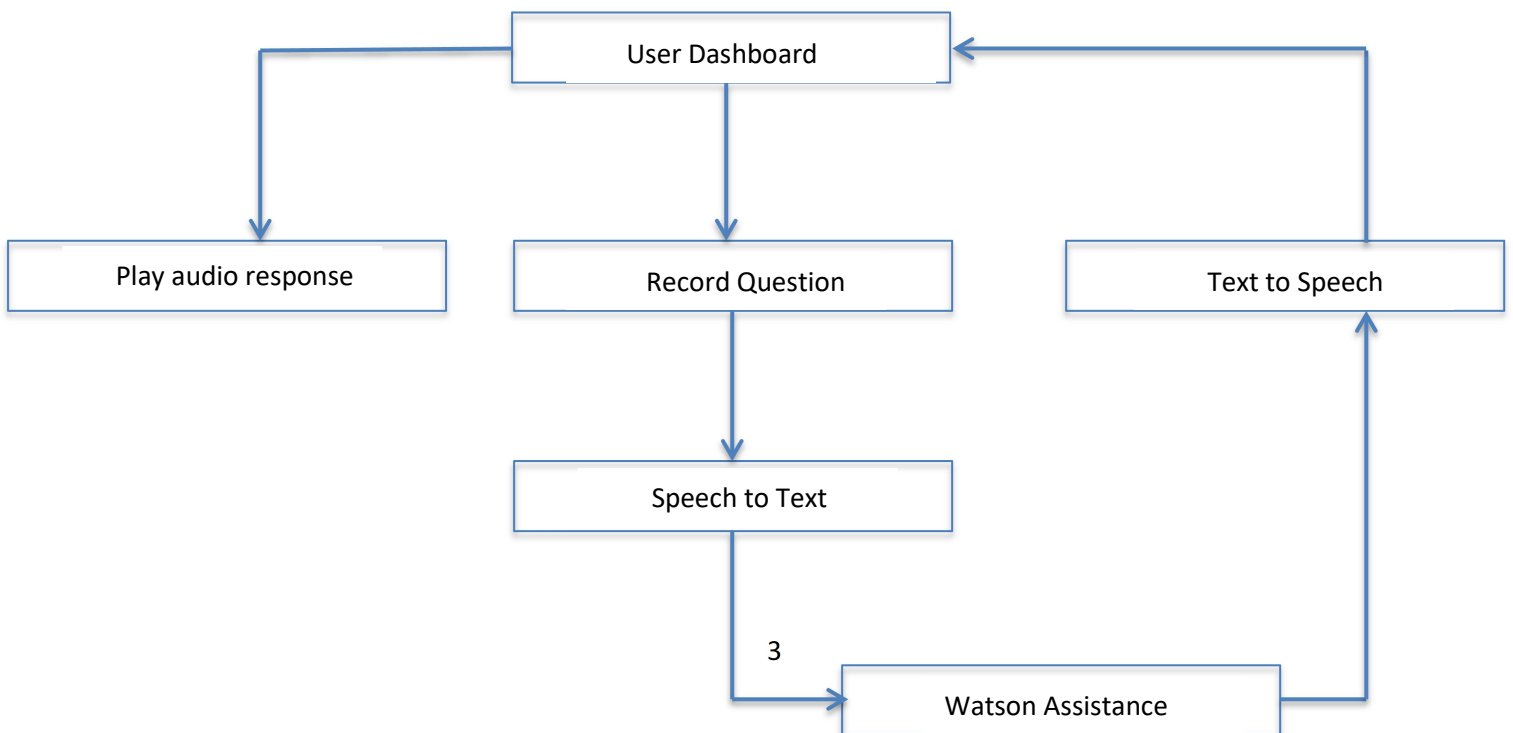 User Dashboard
Play audio response
Record Question
Text to Speech
Speech to Text
3
Watson Assistance